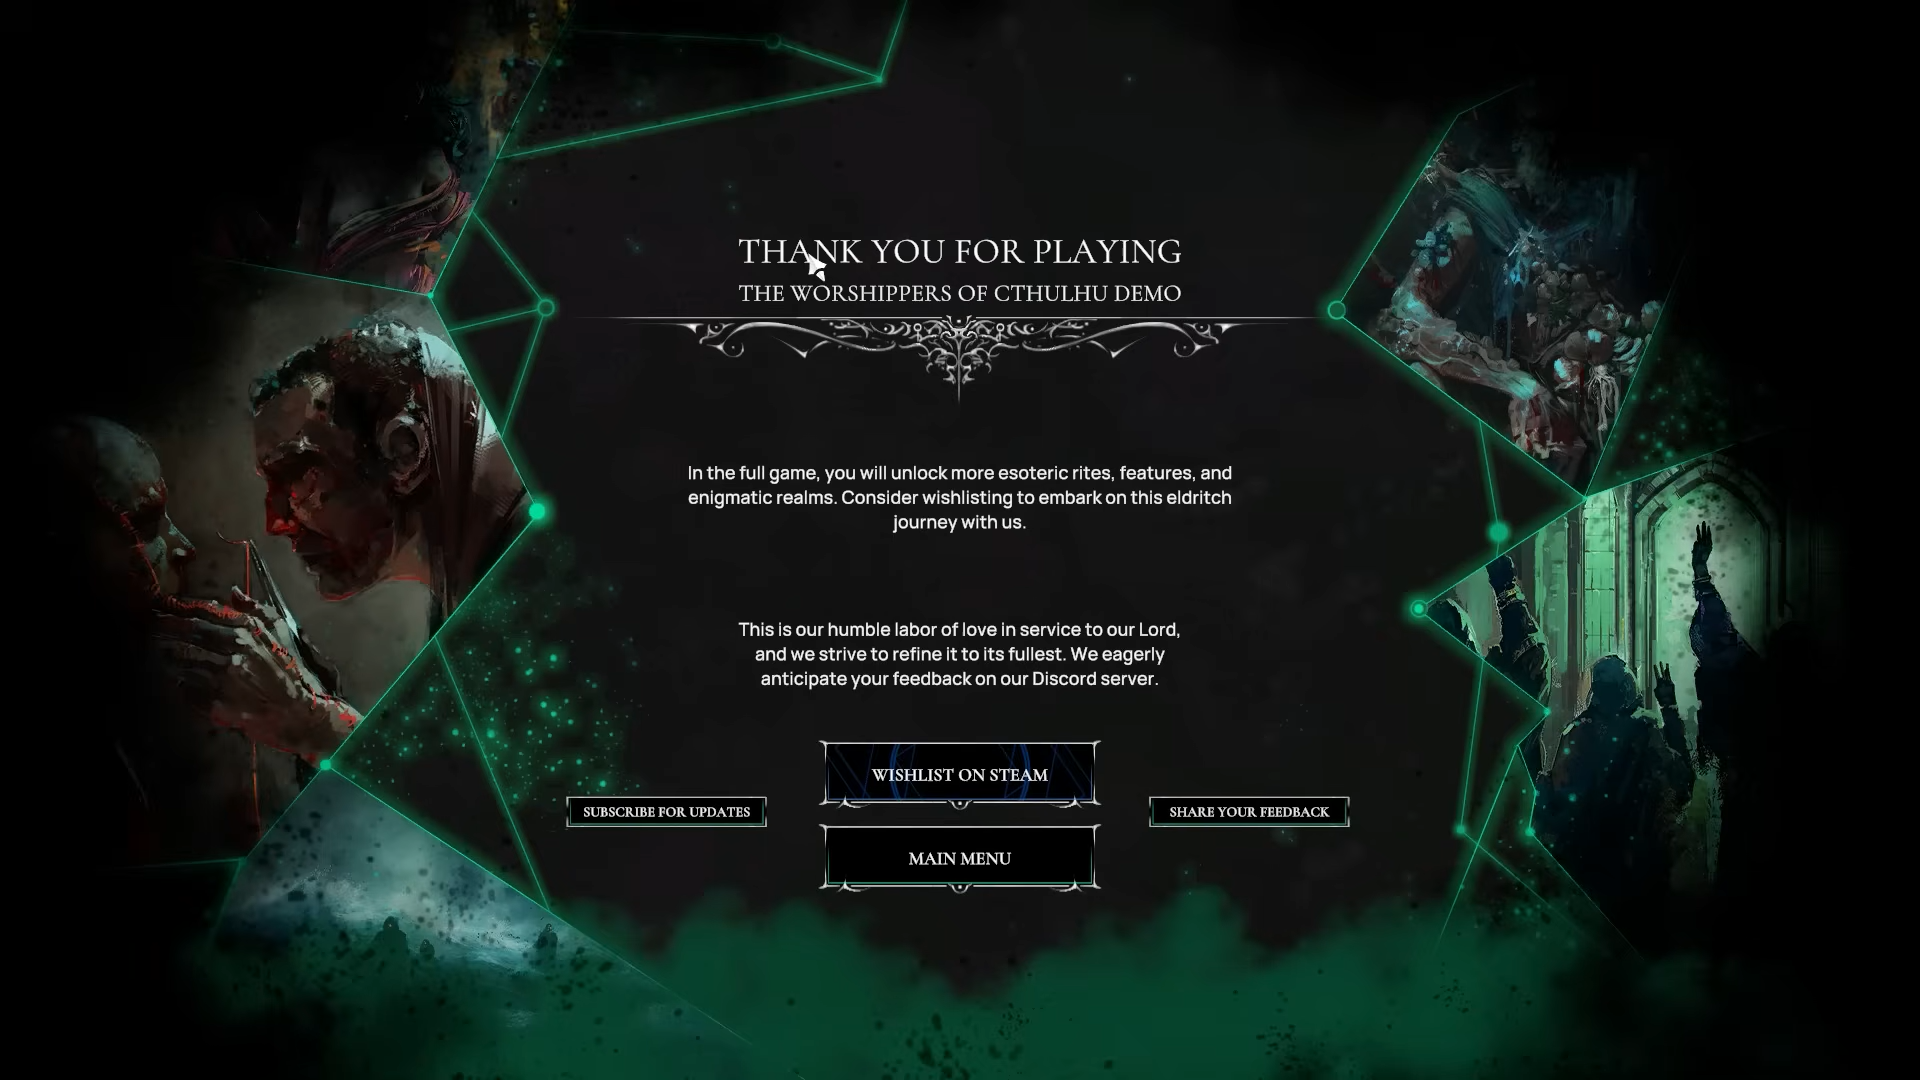 THANK YOU FOR PLAYING
THE WORSHIPPERS OF CTHULHU DEMO
In the full game, you will unlock more esoteric rites, features, and
enigmatic realms. Consider wishlisting to embark on this eldritch
journey with us.
This is our humble labor of love in service to our Lord,
and we strive to refine it to its fullest. We eagerly
anticipate your feedback on our Discord server.
WISHLIST ON STEAM
SUBSCRIBE FOR UPDATES
SHARE YOUR FEEDBACK
MAIN MENU